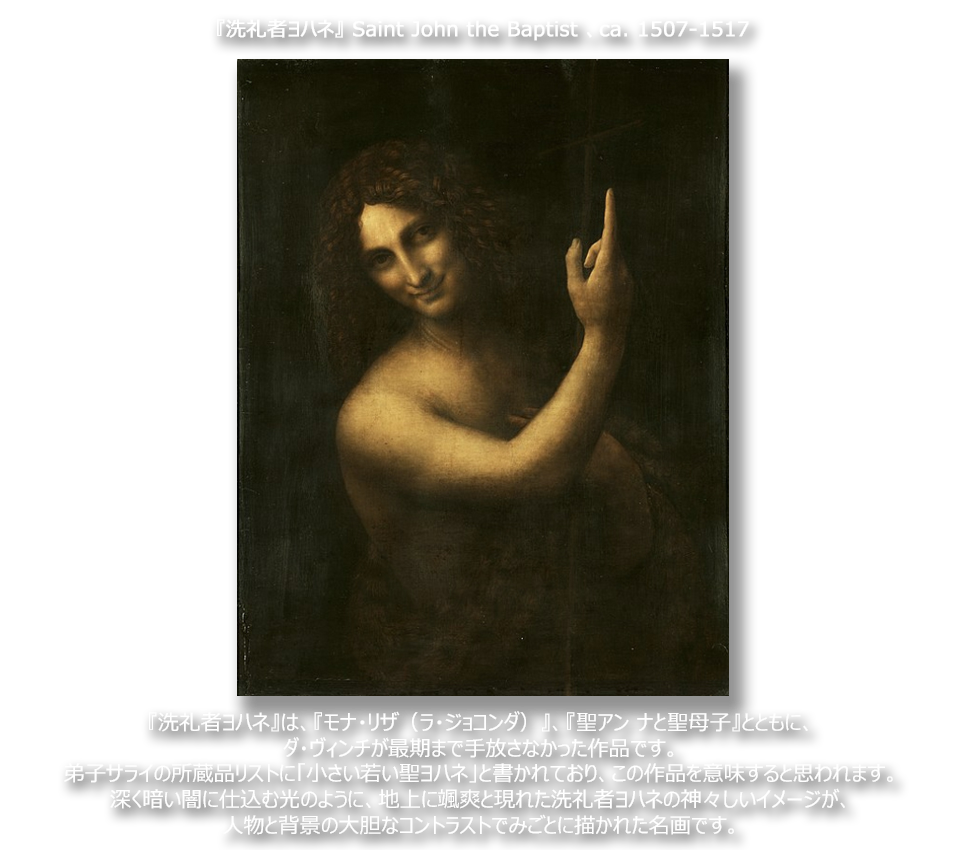 『洗礼者ヨハネ』 Saint John the Baptist 、ca. 1507-1517
『洗礼者ヨハネ』は、『モナ・リザ（ラ・ジョコンダ）』、『聖アン ナと聖母子』とともに、
ダ・ヴィンチが最期まで手放さなかった作品です。
弟子サライの所蔵品リストに「小さい若い聖ヨハネ」と書かれており、この作品を意味すると思われます。
深く暗い闇に仕込む光のように、地上に颯爽と現れた洗礼者ヨハネの神々しいイメージが、
人物と背景の大胆なコントラストでみごとに描かれた名画です。